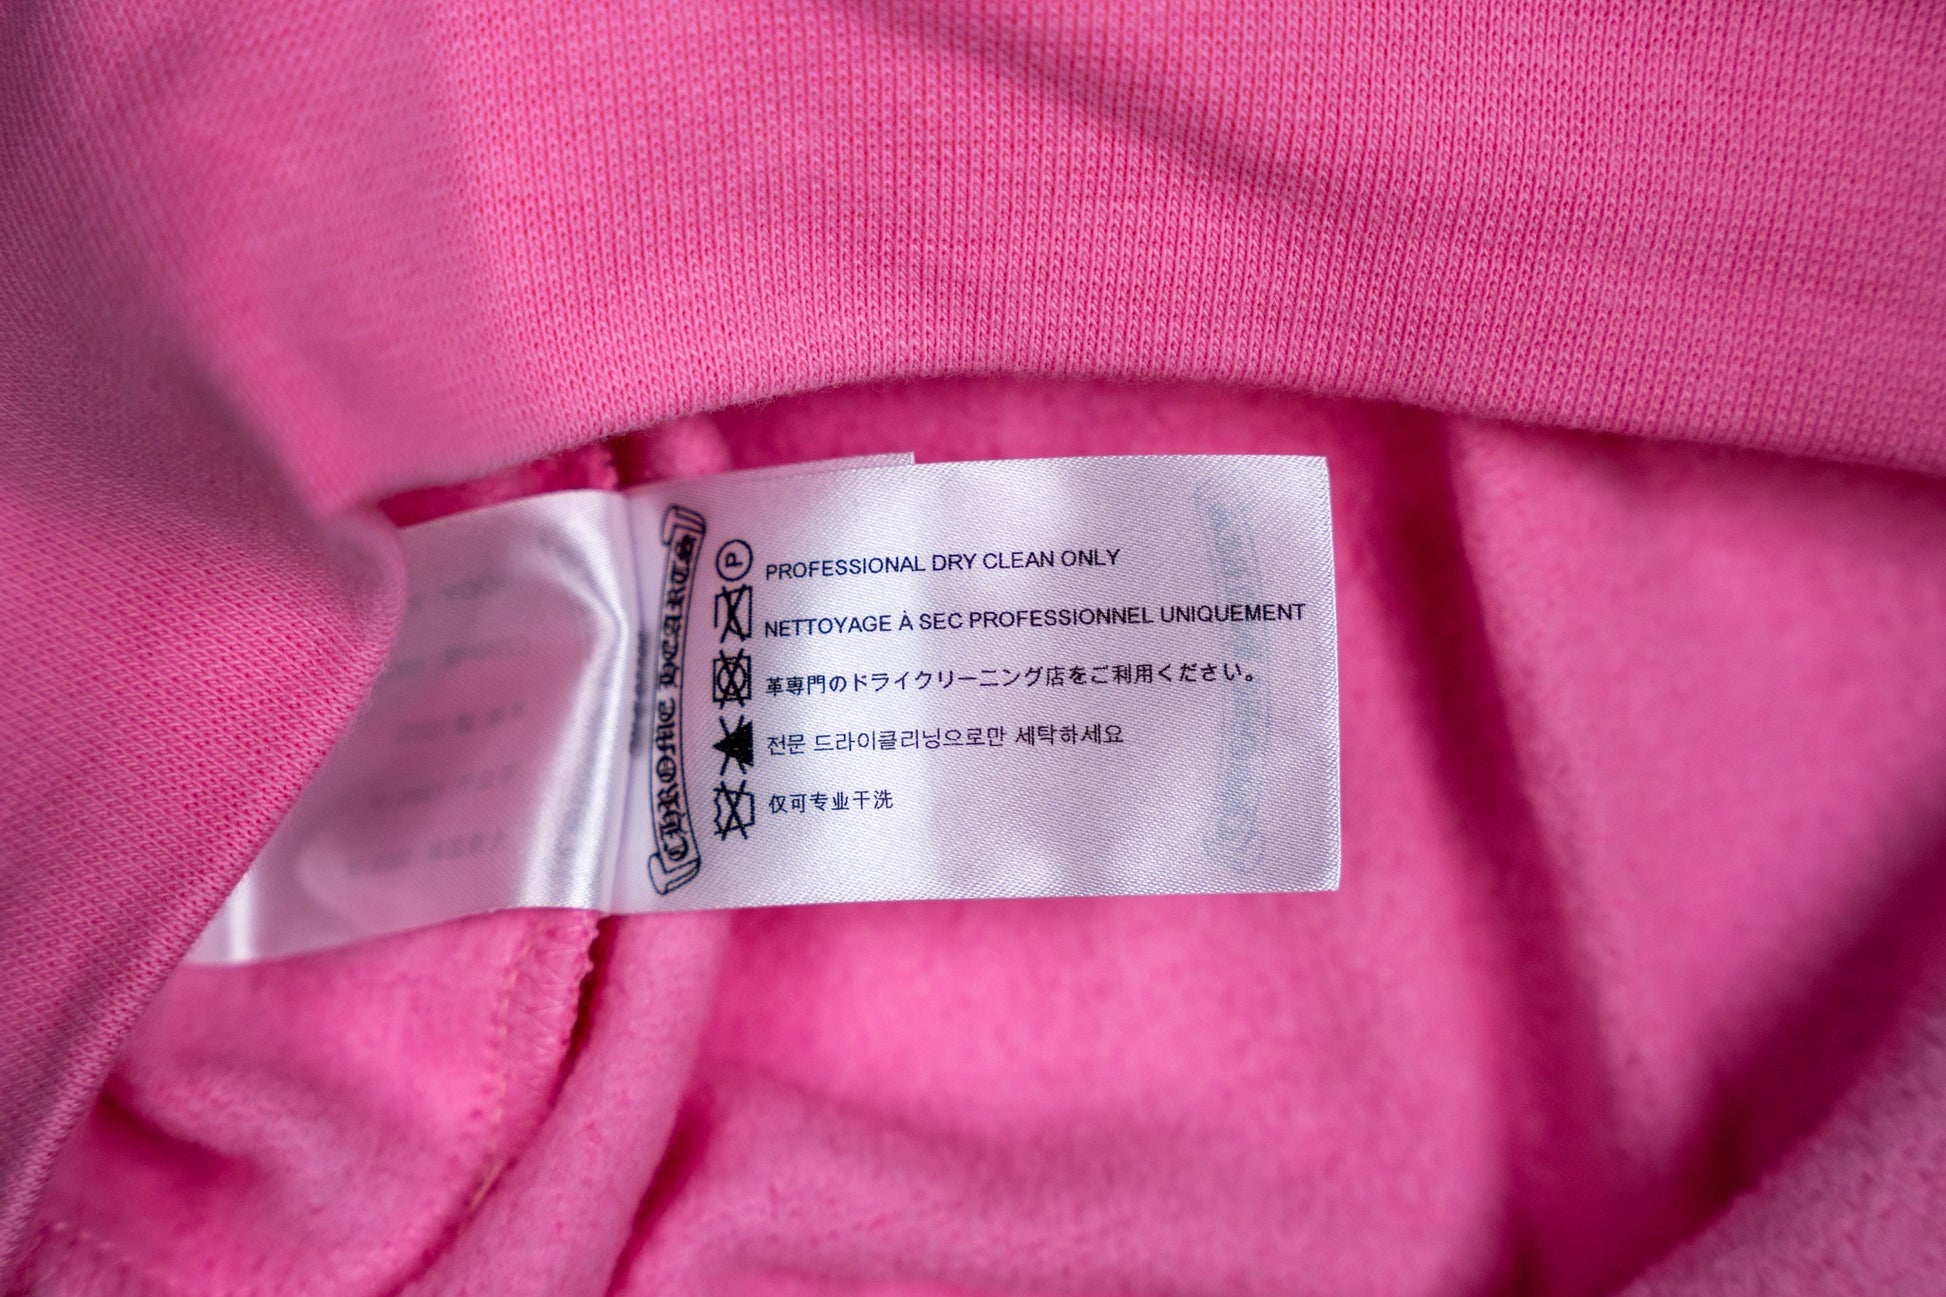 CHROME HEARTS
P
PROFESSIONAL DRY CLEAN ONLY
NETTOYAGE À SEC PROFESSIONNEL UNIQUEMENT
革専門のドライクリーニング店をご利用ください。
전문 드라이클리닝으로만 세탁하세요
仅可专业干洗